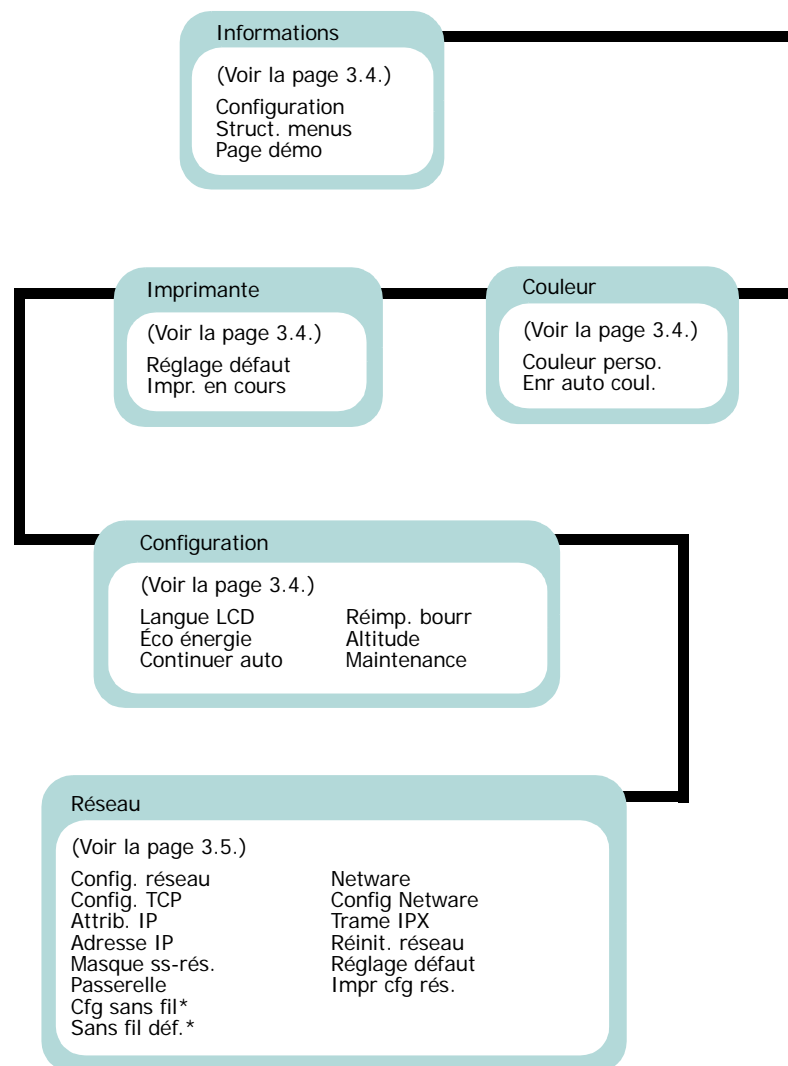 Informations
(Voir la page 3.4.)
Configuration
Struct. menus
Page démo
Imprimante
(Voir la page 3.4.)
Réglage défaut
Impr. en cours
Couleur
(Voir la page 3.4.)
Couleur perso.
Enr auto coul.
Configuration
(Voir la page 3.4.)
Langue LCD
Éco énergie
Continuer auto
Réimp. bourr
Altitude
Maintenance
Réseau
(Voir la page 3.5.)
Config. réseau
Config. TCP
Attrib. IP
Adresse IP
Masque ss-rés.
Passerelle
Cfg sans fil*
Sans fil déf.*
Netware
Config Netware
Trame IPX
Réinit. réseau
Réglage défaut
Impr cfg rés.